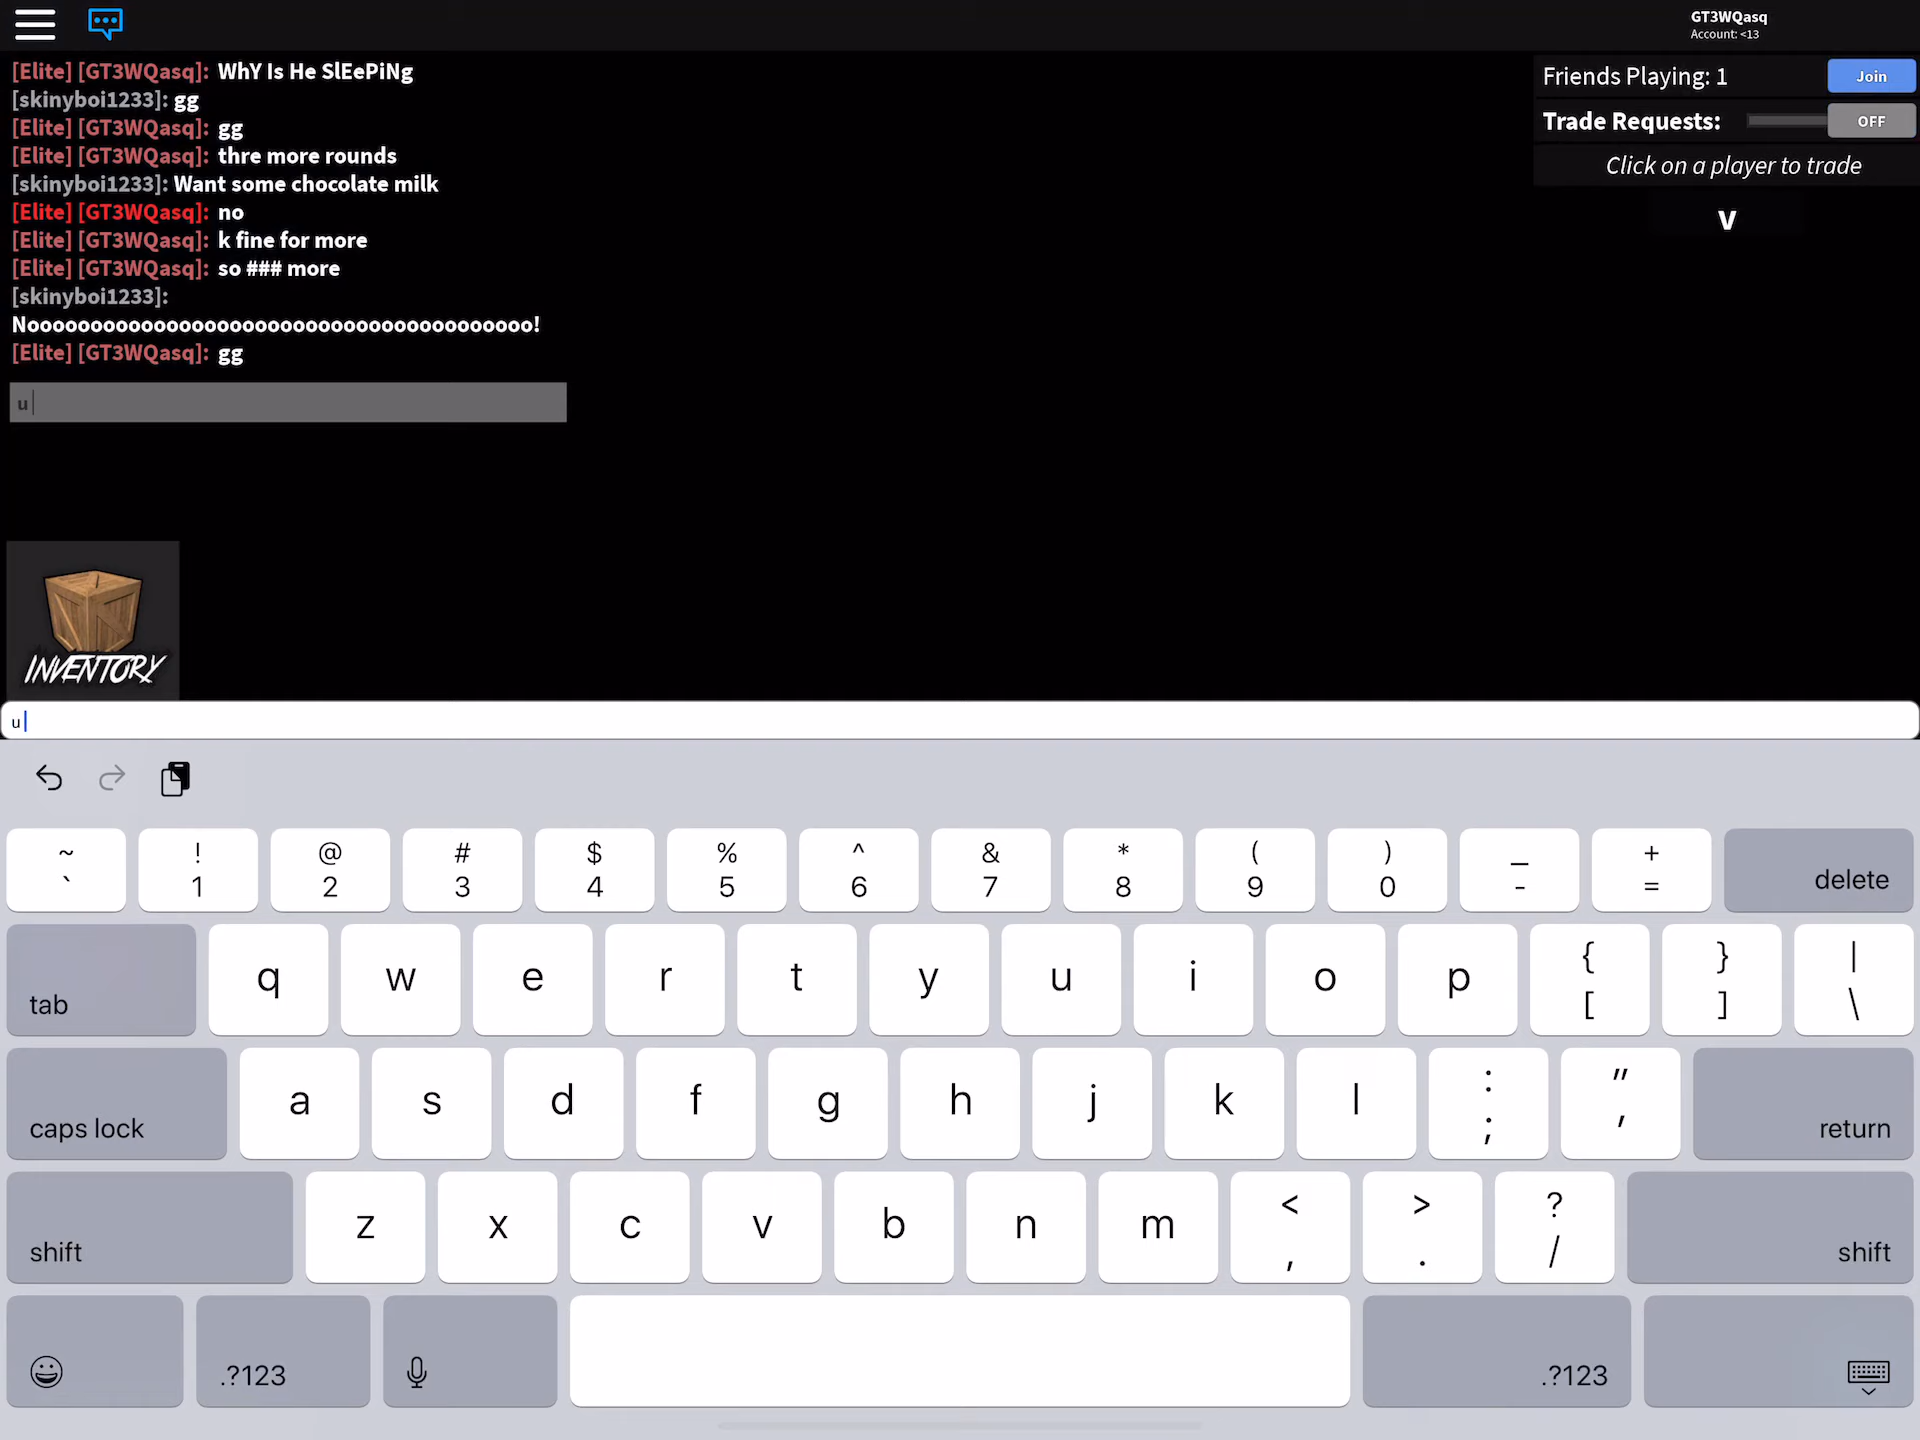 GT3WQasq
Account: <13
[Elite] [GT3WQasq]: WhY Is He SlEePiNg
[skinyboi1233]: gg
[Elite] [GT3WQasq]: gg
[Elite] [GT3WQasq]: thre more rounds
[skinyboi1233]: Want some chocolate milk
[Elite] [GT3WQasq]: no
[Elite] [GT3WQasq]: k fine for more
[Elite] [GT3WQasq]: so ### more
[skinyboi1233]:
Noooooooooooooooooooooooooooooooooooooooo!
[Elite] [GT3WQasq]: gg
u
Friends Playing: 1 Join
Trade Requests: OFF
Click on a player to trade
V
INVENTORY
u
~ ! @ # $ % ^ & * ( ) _ +
` 1 2 3 4 5 6 7 8 9 0 - = delete
tab q w e r t y u i o p { [ } ] | \
caps lock a s d f g h j k l : ; " ' return
shift z x c v b n m < , > . ? / shift
.?123 .?123